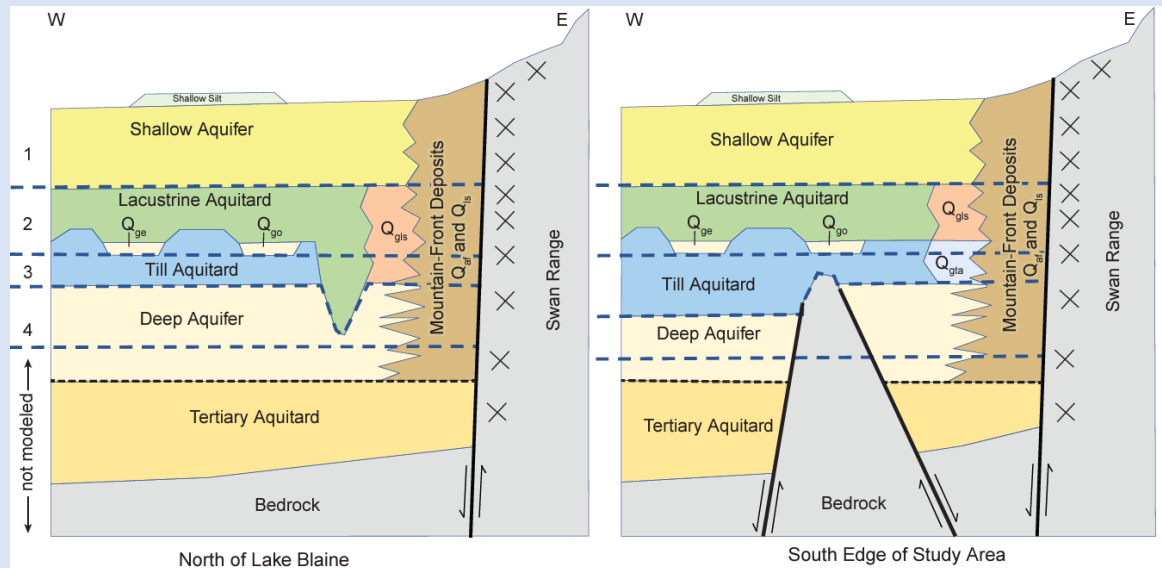 W
E
Shallow Silt
Shallow Aquifer
1
Lacustrine Aquitard
2
Qge
Qgo
Qgls
3
Till Aquitard
Deep Aquifer
4
Mountain-Front Deposits
Qaf and Qls
Swan Range
not modeled
Tertiary Aquitard
Bedrock
North of Lake Blaine
W
E
Shallow Silt
Shallow Aquifer
Lacustrine Aquitard
Qge
Qgo
Qgls
Qgta
Till Aquitard
Deep Aquifer
Mountain-Front Deposits
Qaf and Qls
Swan Range
Tertiary Aquitard
Bedrock
South Edge of Study Area